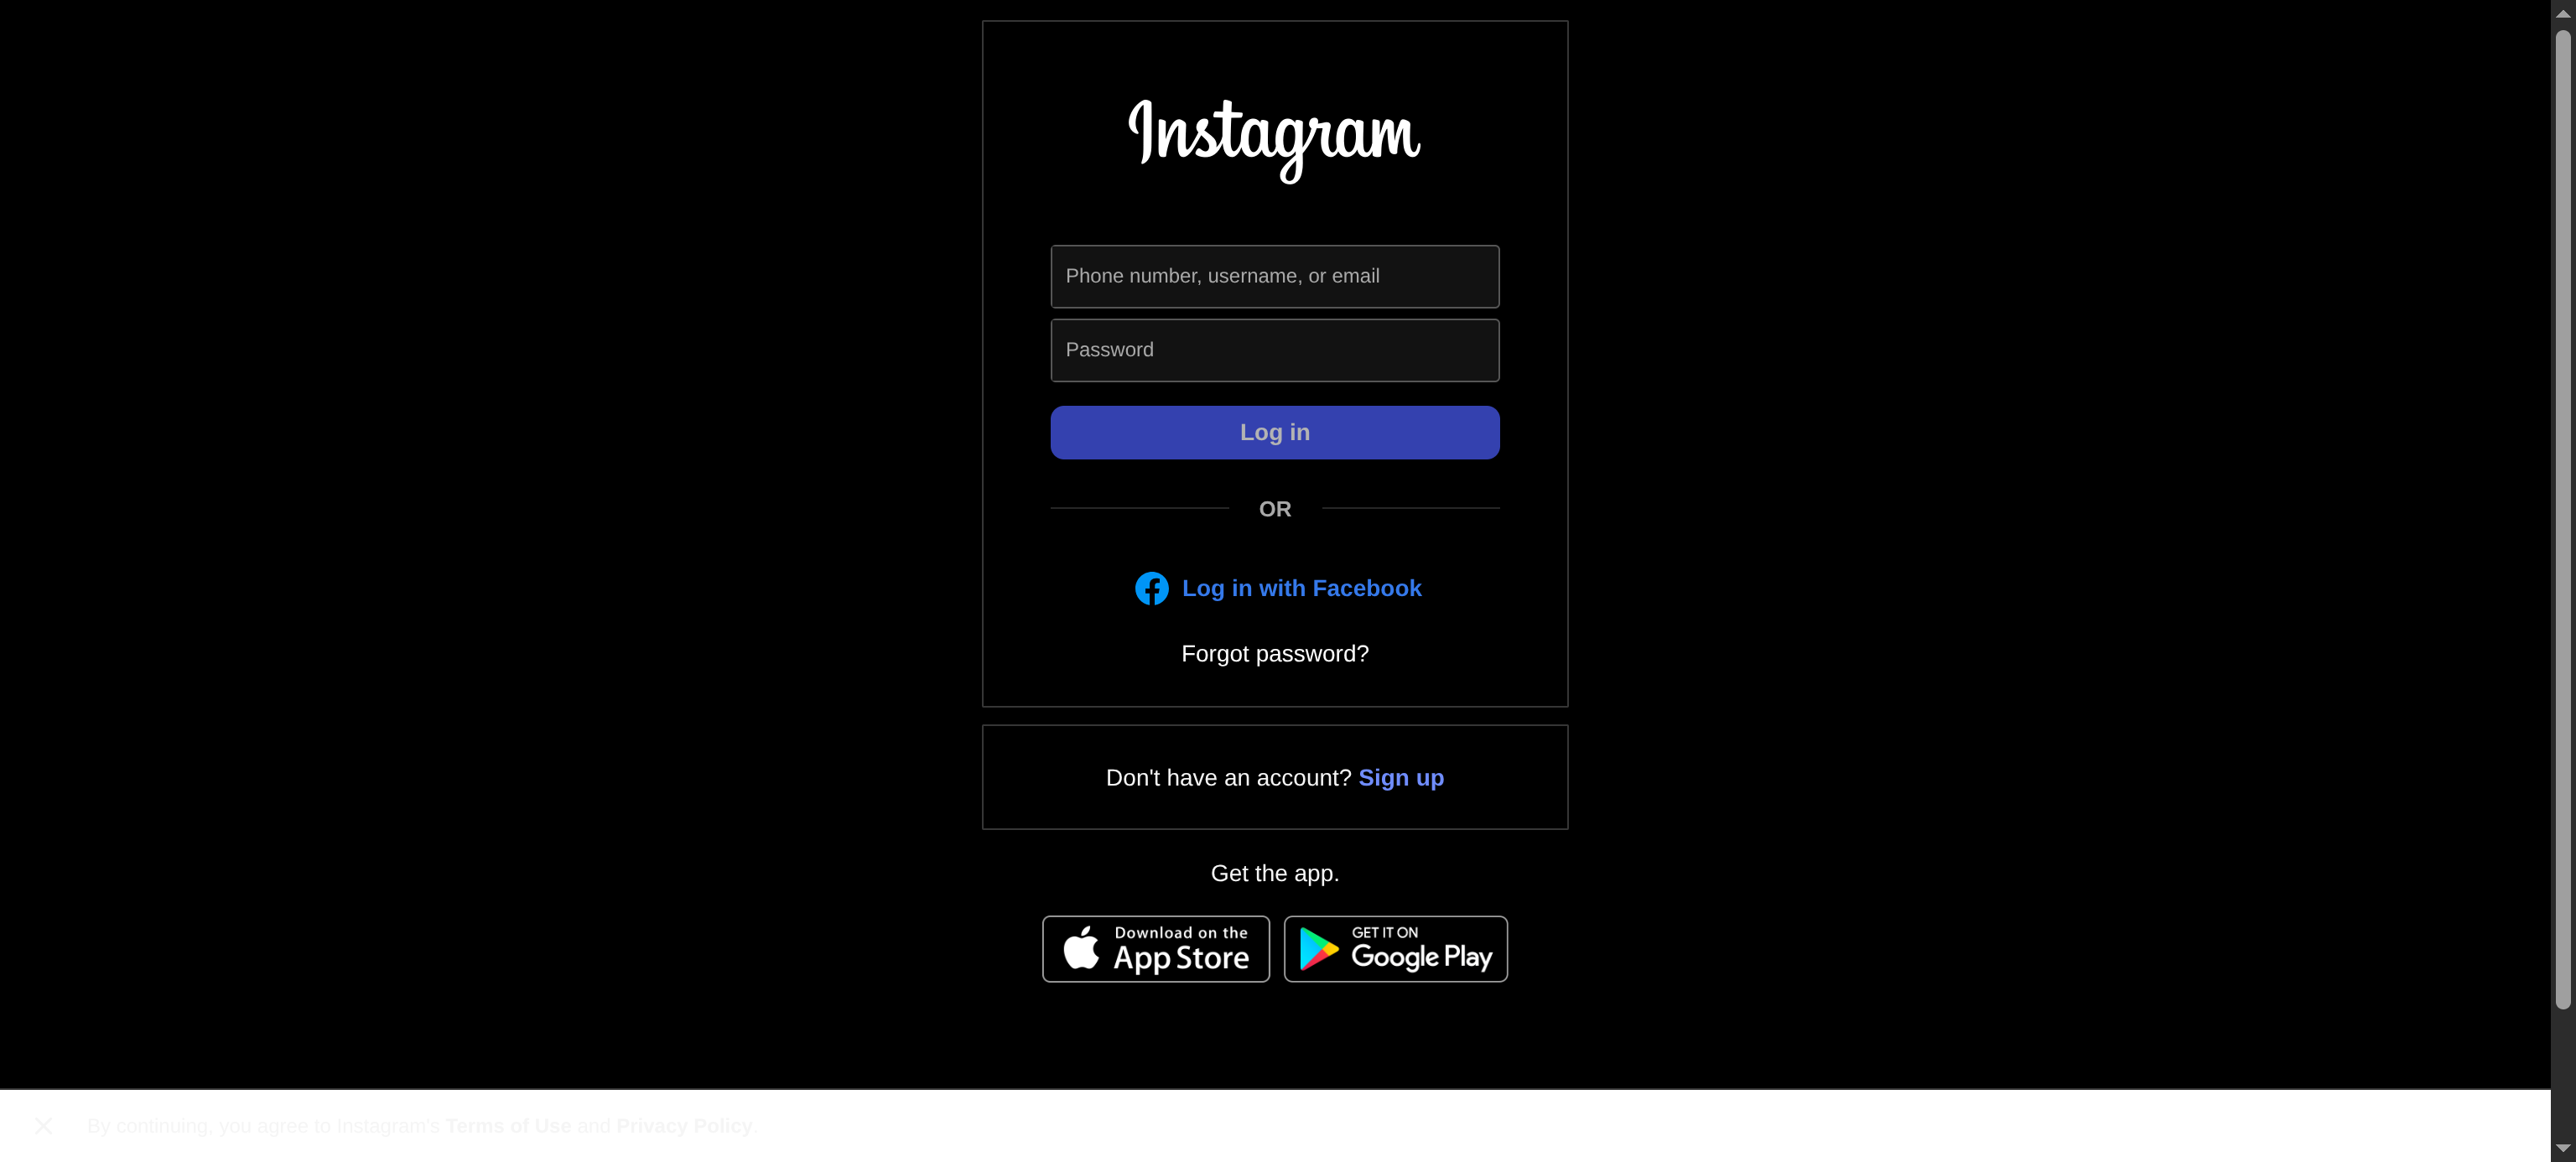 Instagram
Phone number, username, or email
Password
Log in
OR
Log in with Facebook
Forgot password?
Don't have an account? Sign up
Get the app.
Download on the
App Store
GET IT ON
Google Play
By continuing, you agree to Instagram's Terms of Use and Privacy Policy.